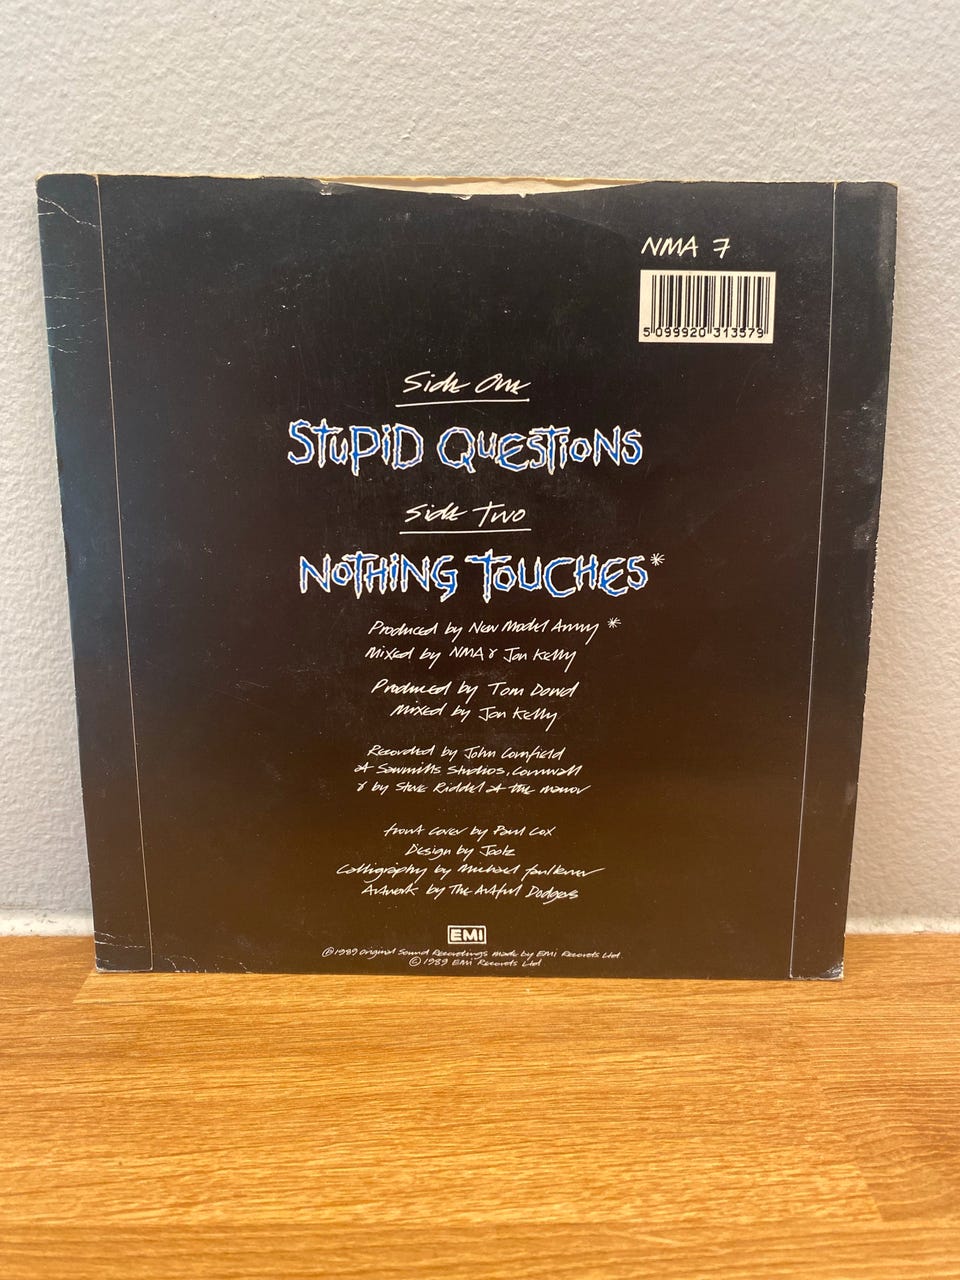 NMA 7
5 099920 313579
Side One
STUPID QUESTIONS
Side Two
NOTHING TOUCHES*
Produced by New Model Army *
Mixed by NMA & Jon Kelly
Produced by Tom Dowd
Mixed by Jon Kelly
Recorded by John Cornfield
at Sawmills Studios, Cornwall
& by Steve Riddel at the manor
front cover by Paul Cox
Design by Joolz
Calligraphy by Michael Faulkner
Artwork by The Artful Dodgers
EMI
℗ 1989 Original Sound Recordings made by EMI Records Ltd
© 1989 EMI Records Ltd